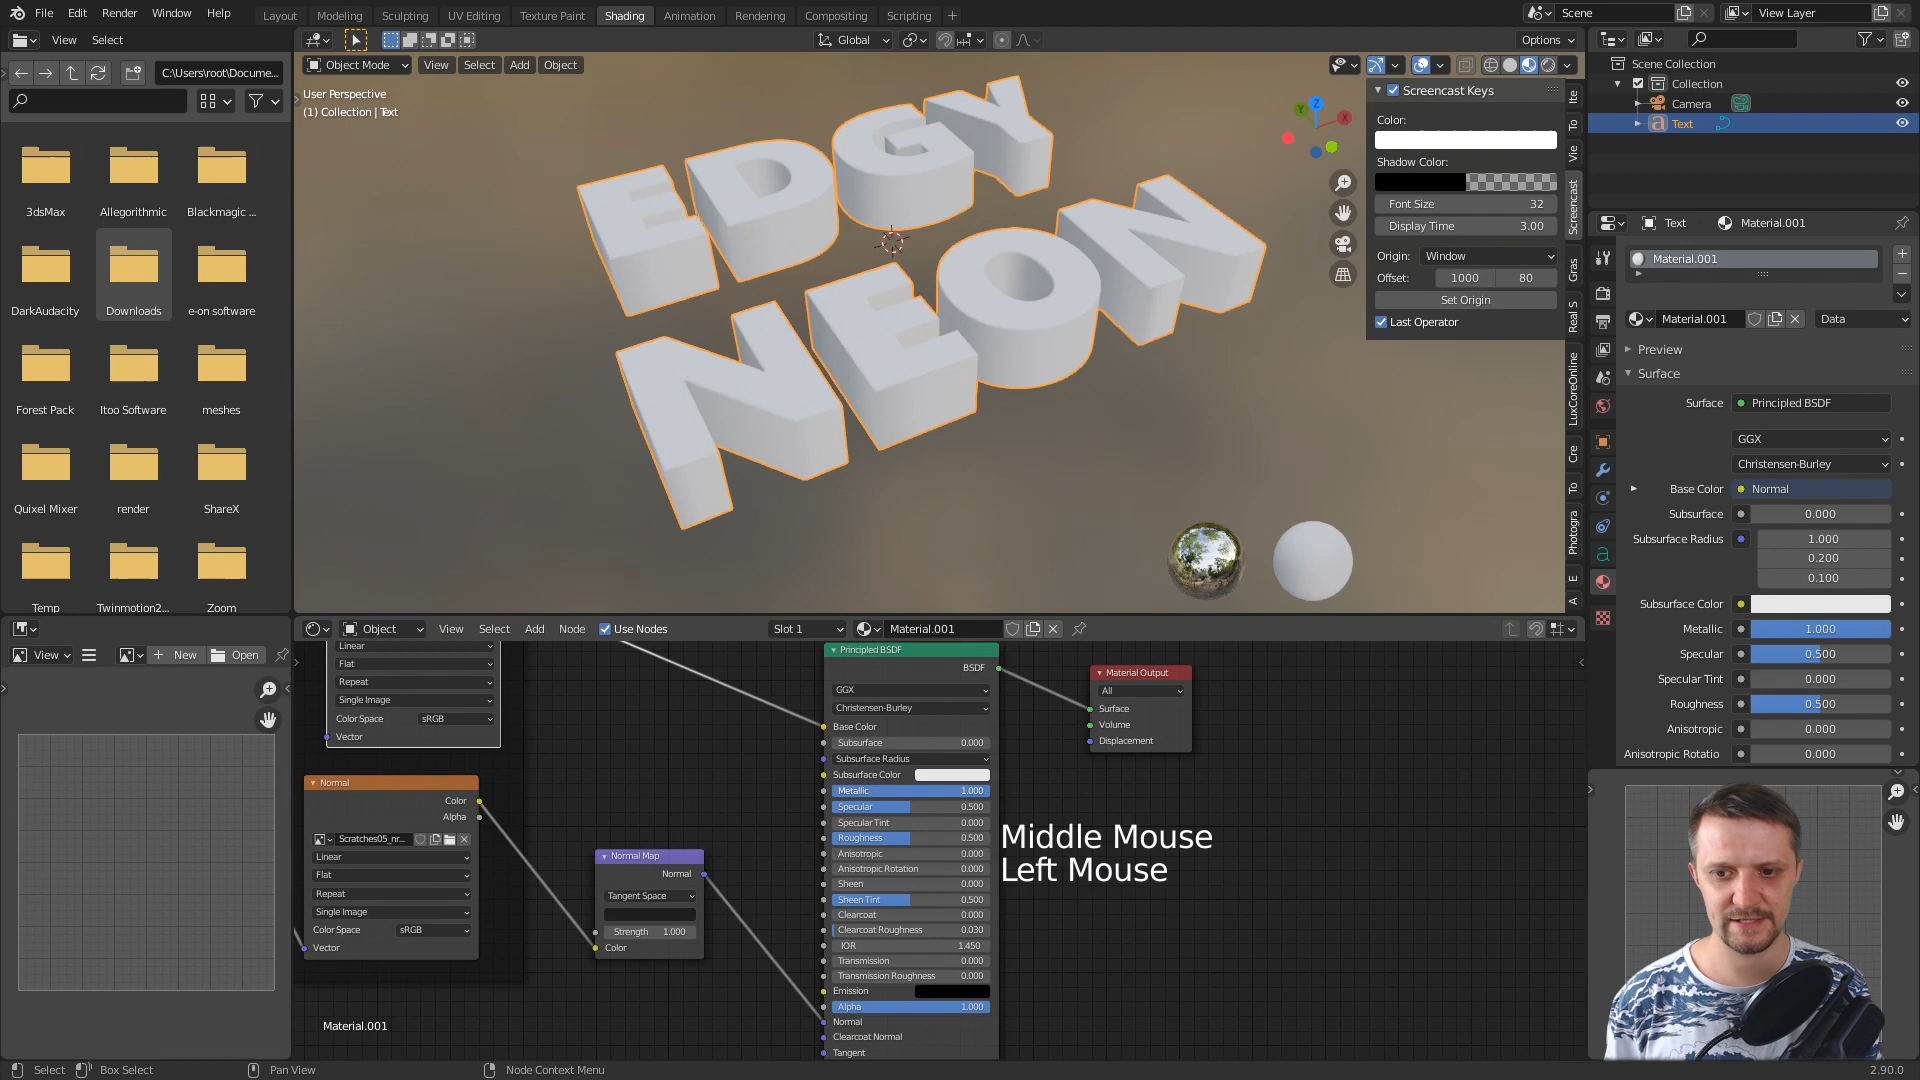 File Edit Render Window Help
Layout Modeling Sculpting UV Editing Texture Paint Shading Animation Rendering Compositing Scripting +
Scene
View Layer
View Select
Global
Options
C:\Users\root\Docume...
Object Mode View Select Add Object
User Perspective
(1) Collection | Text
EDGY
NEON
Z
Y
X
Screencast Keys
Color:
Shadow Color:
Font Size 32
Display Time 3.00
Origin: Window
Offset: 1000 80
Set Origin
Last Operator
Ite
To
Vie
Screencast
Gras
Real S
LuxCoreOnline
Cre
To
Photogra
E
A
3dsMax Allegorithmic Blackmagic ...
DarkAudacity Downloads e-on software
Forest Pack Itoo Software meshes
Quixel Mixer render ShareX
Temp Twinmotion2... Zoom
Scene Collection
Collection
Camera
Text
Text Material.001
Material.001
Material.001 Data
Preview
Surface
Surface Principled BSDF
GGX
Christensen-Burley
Base Color Normal
Subsurface 0.000
Subsurface Radius 1.000
0.200
0.100
Subsurface Color
Metallic 1.000
Specular 0.500
Specular Tint 0.000
Roughness 0.500
Anisotropic 0.000
Anisotropic Rotatio 0.000
View New Open
Object View Select Add Node Use Nodes Slot 1 Material.001
Linear
Flat
Repeat
Single Image
Color Space sRGB
Vector
Normal
Color
Alpha
Scratches05_nr...
Linear
Flat
Repeat
Single Image
Color Space sRGB
Vector
Normal Map
Normal
Tangent Space
Strength 1.000
Color
Principled BSDF
BSDF
GGX
Christensen-Burley
Base Color
Subsurface 0.000
Subsurface Radius
Subsurface Color
Metallic 1.000
Specular 0.500
Specular Tint 0.000
Roughness 0.500
Anisotropic 0.000
Anisotropic Rotation 0.000
Sheen 0.000
Sheen Tint 0.500
Clearcoat 0.000
Clearcoat Roughness 0.030
IOR 1.450
Transmission 0.000
Transmission Roughness 0.000
Emission
Alpha 1.000
Normal
Clearcoat Normal
Tangent
Material Output
All
Surface
Volume
Displacement
Middle Mouse
Left Mouse
Material.001
Select Box Select Pan View Node Context Menu 2.90.0